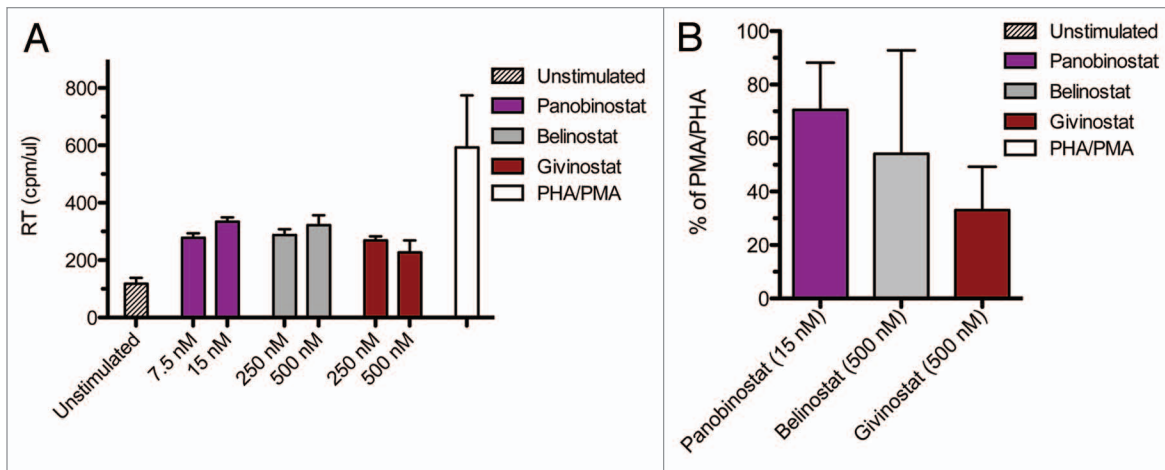 A
RT (cpm/ul)
800
600
400
200
0
Unstimulated
7.5 nM
15 nM
250 nM
500 nM
250 nM
500 nM
Unstimulated
Panobinostat
Belinostat
Givinostat
PHA/PMA
B
% of PMA/PHA
100
80
60
40
20
0
Panobinostat (15 nM)
Belinostat (500 nM)
Givinostat (500 nM)
Unstimulated
Panobinostat
Belinostat
Givinostat
PHA/PMA